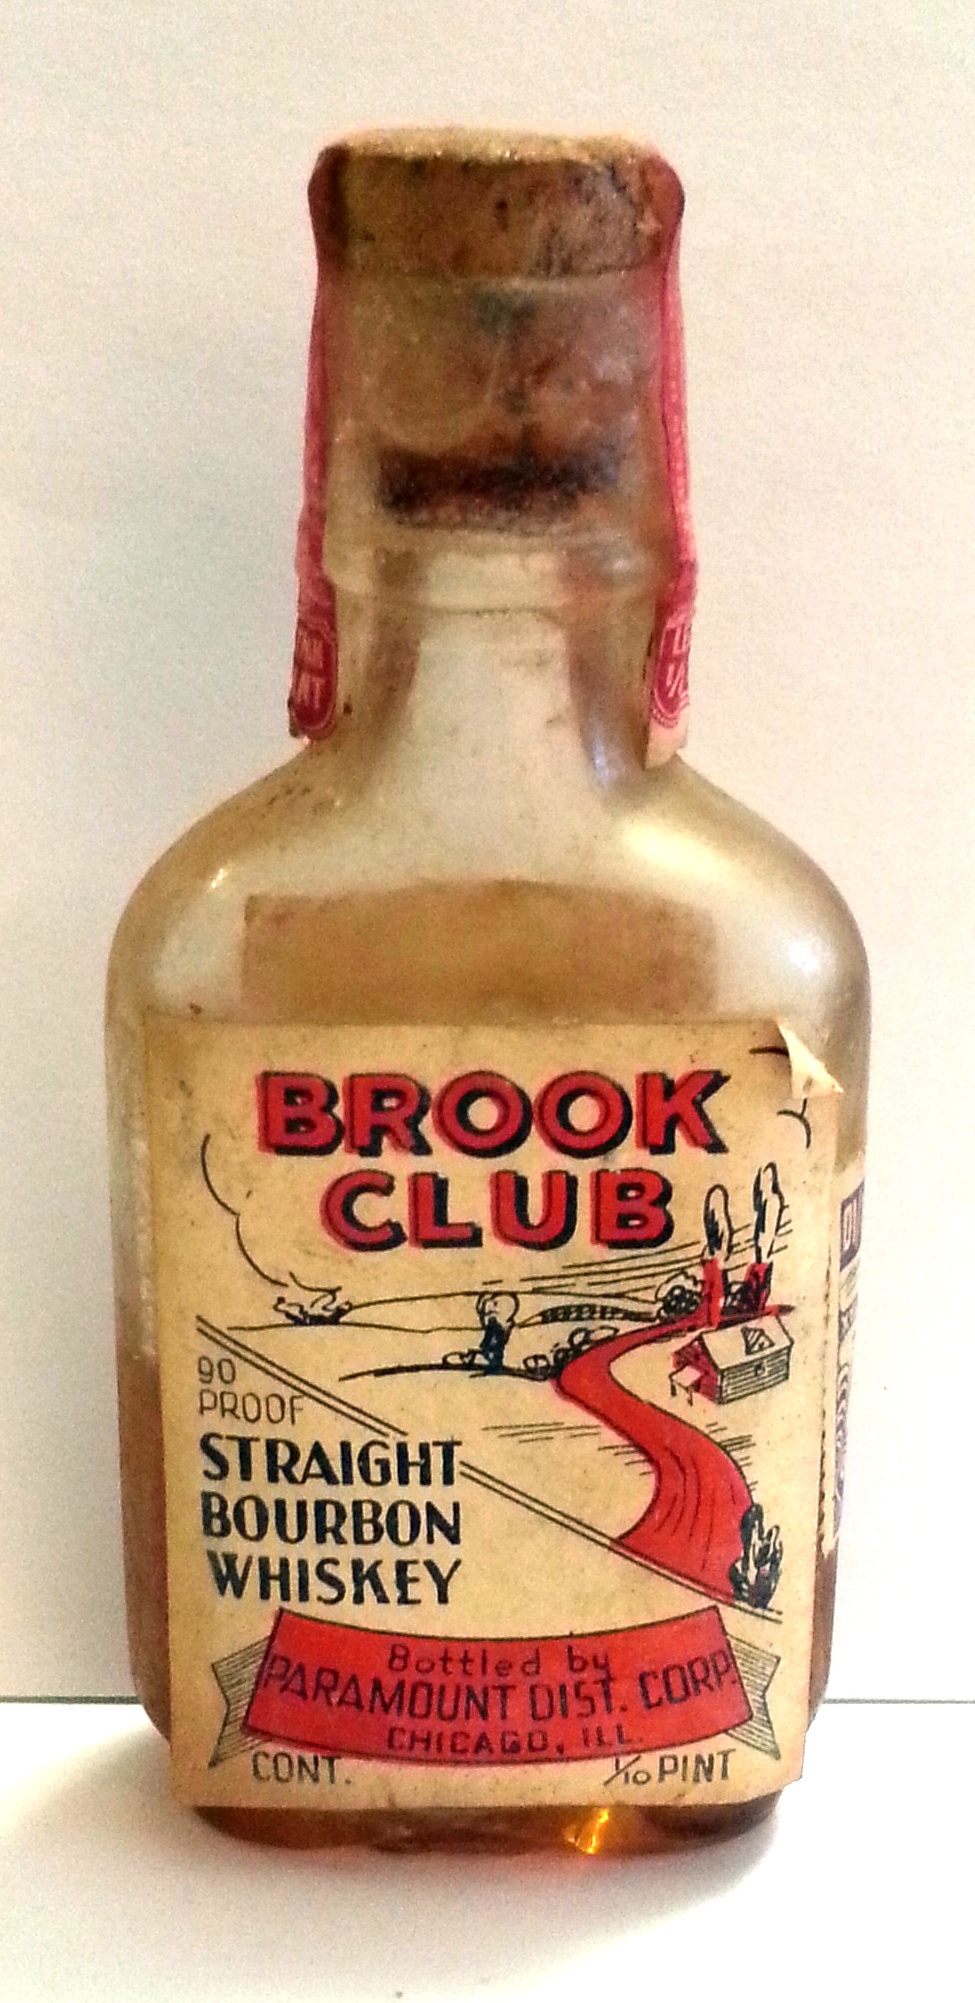 BROOK
CLUB
90
PROOF
STRAIGHT
BOURBON
WHISKEY
Bottled by
PARAMOUNT DIST. CORP.
CHICAGO, ILL.
CONT. 1/10 PINT